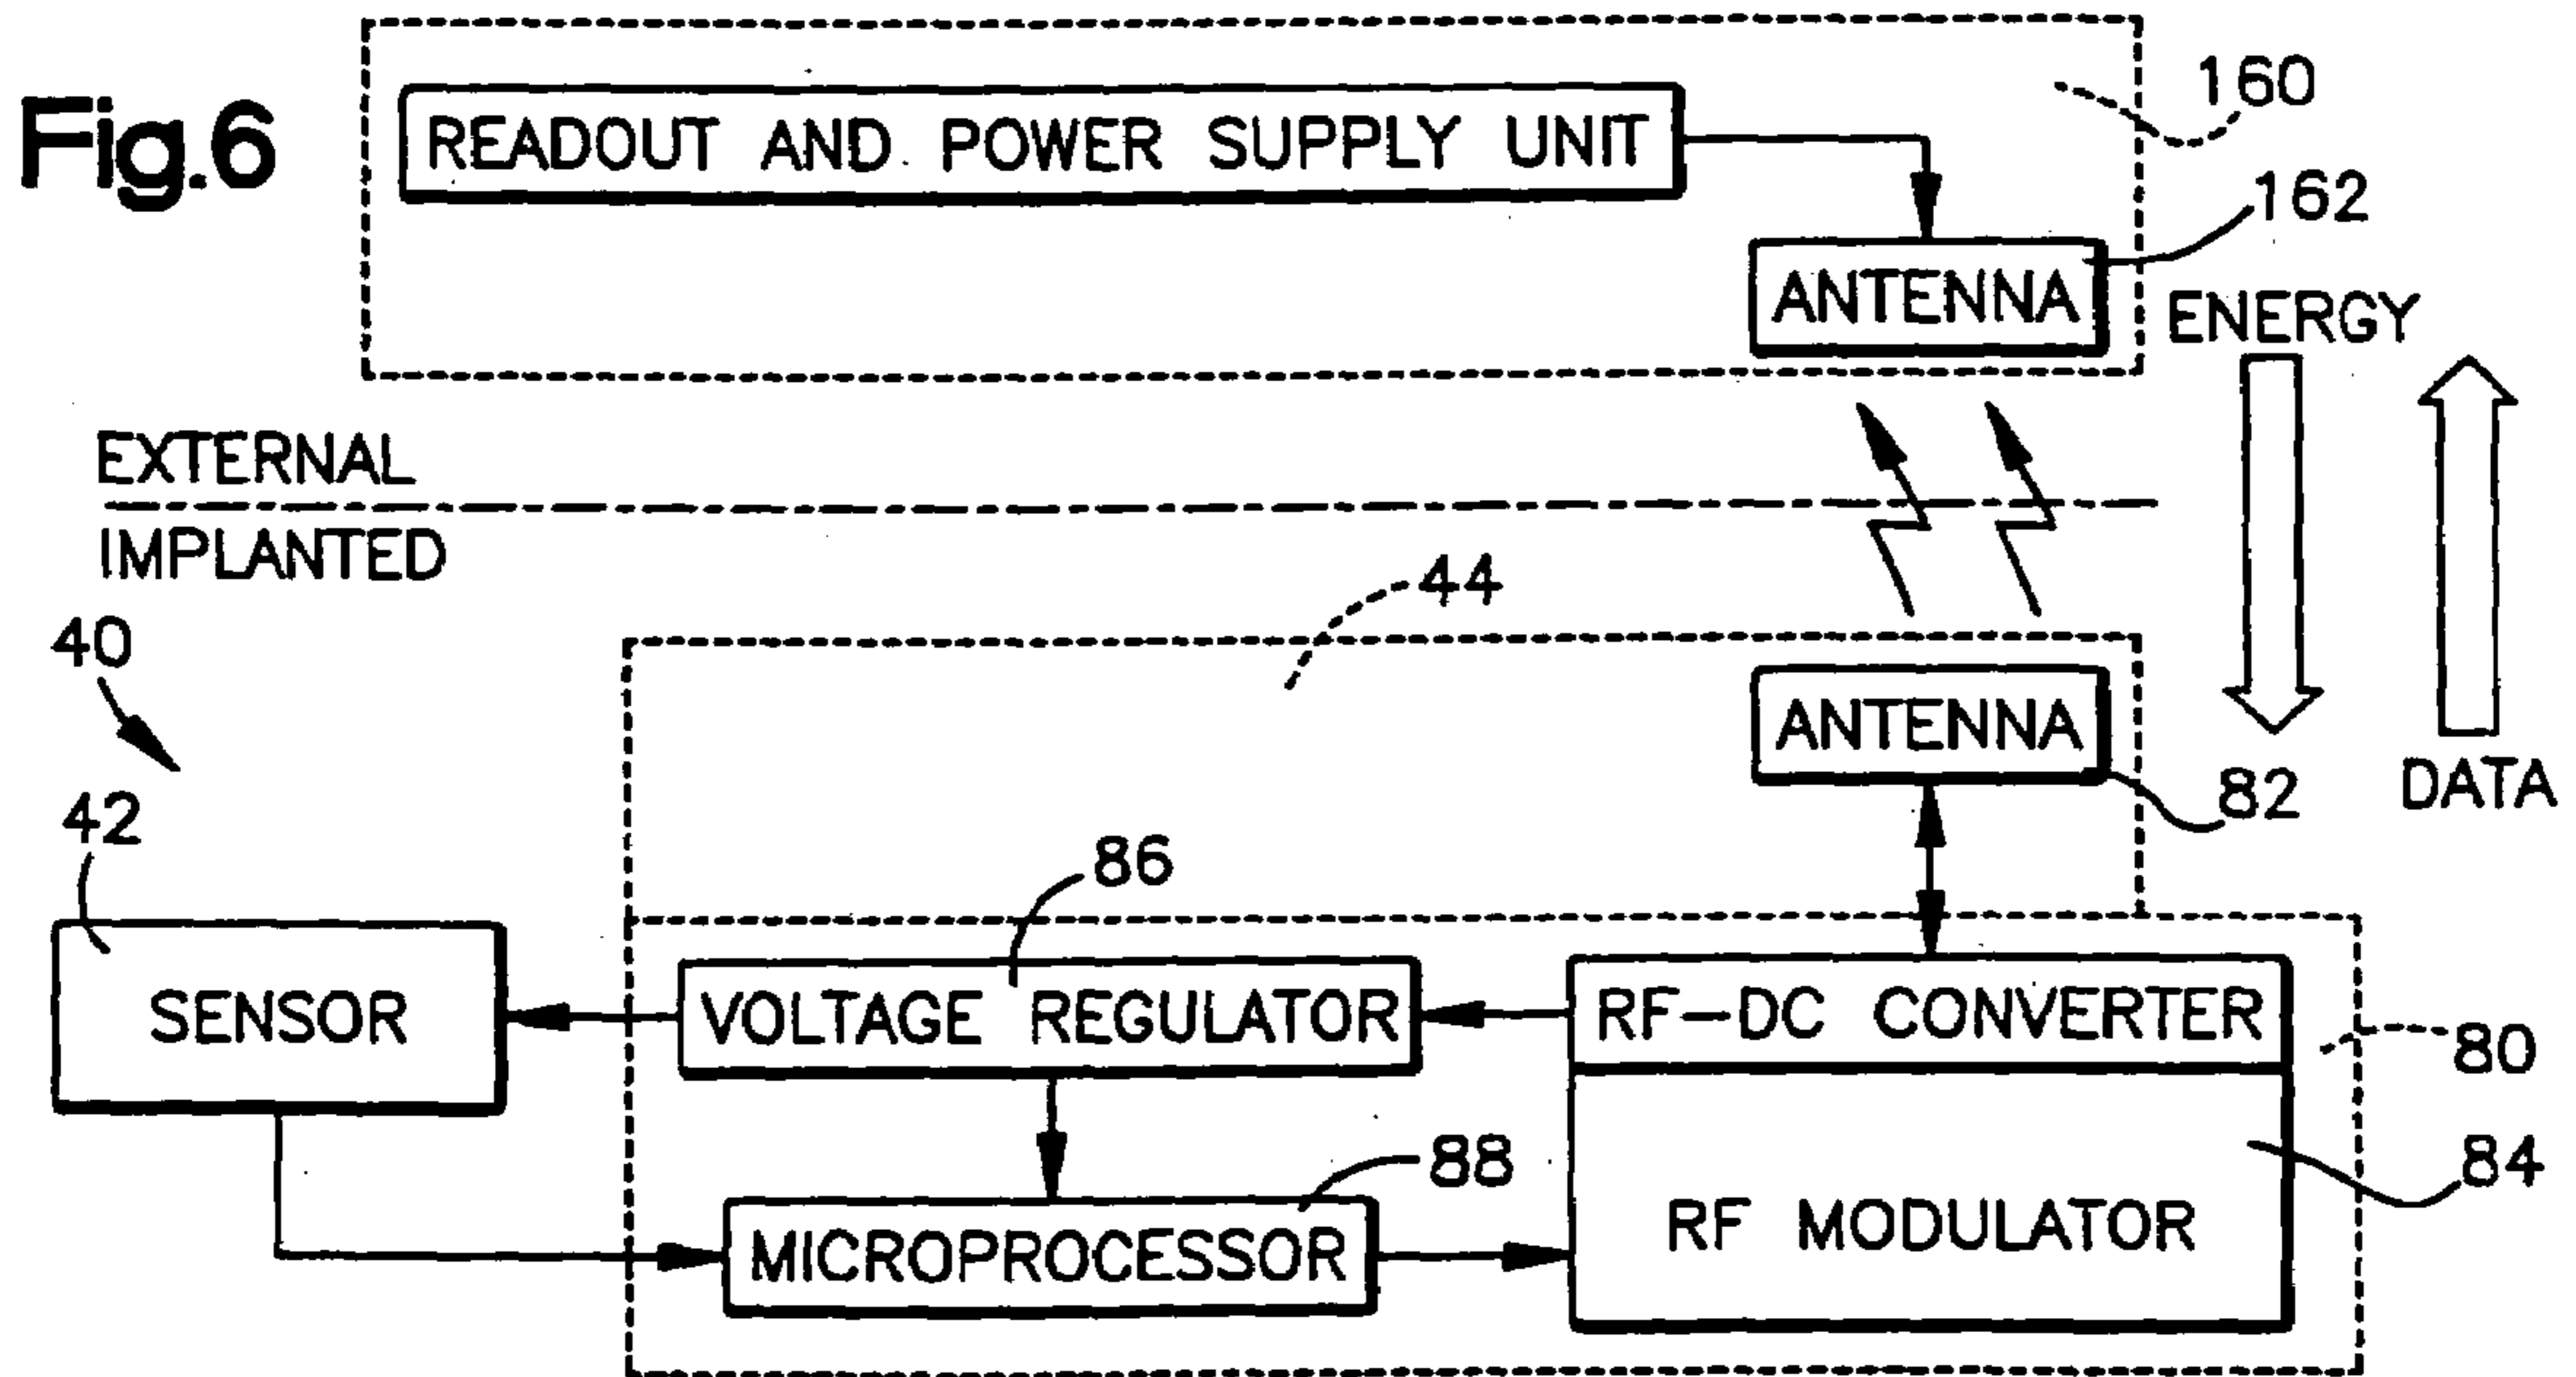 Fig.6
READOUT AND POWER SUPPLY UNIT
160
162
ANTENNA
ENERGY
EXTERNAL
IMPLANTED
44
40
ANTENNA
82
DATA
42
86
SENSOR
VOLTAGE REGULATOR
RF-DC CONVERTER
80
88
84
MICROPROCESSOR
RF MODULATOR